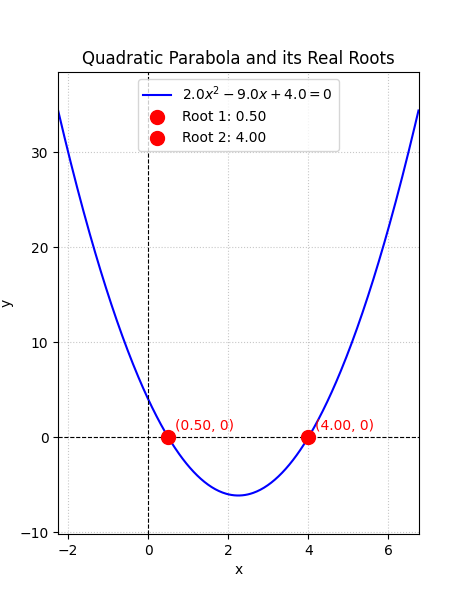 Quadratic Parabola and its Real Roots
2.0x² − 9.0x + 4.0 = 0
Root 1: 0.50
Root 2: 4.00
30
20
10
0
−10
y
(0.50, 0)
(4.00, 0)
−2
0
2
4
6
x